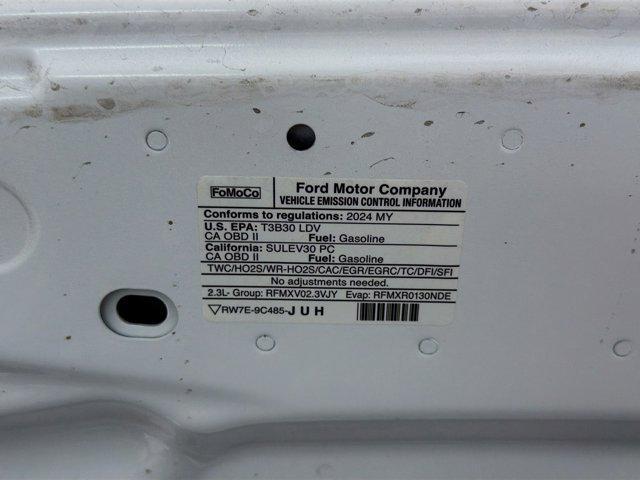 FoMoCo
Ford Motor Company
VEHICLE EMISSION CONTROL INFORMATION
Conforms to regulations: 2024 MY
U.S. EPA: T3B30 LDV
CA OBD II Fuel: Gasoline
California: SULEV30 PC
CA OBD II Fuel: Gasoline
TWC/HO2S/WR-HO2S/CAC/EGR/EGRC/TC/DFI/SFI
No adjustments needed.
2.3L- Group: RFMXV02.3VJY Evap: RFMXR0130NDE
RW7E-9C485-JUH